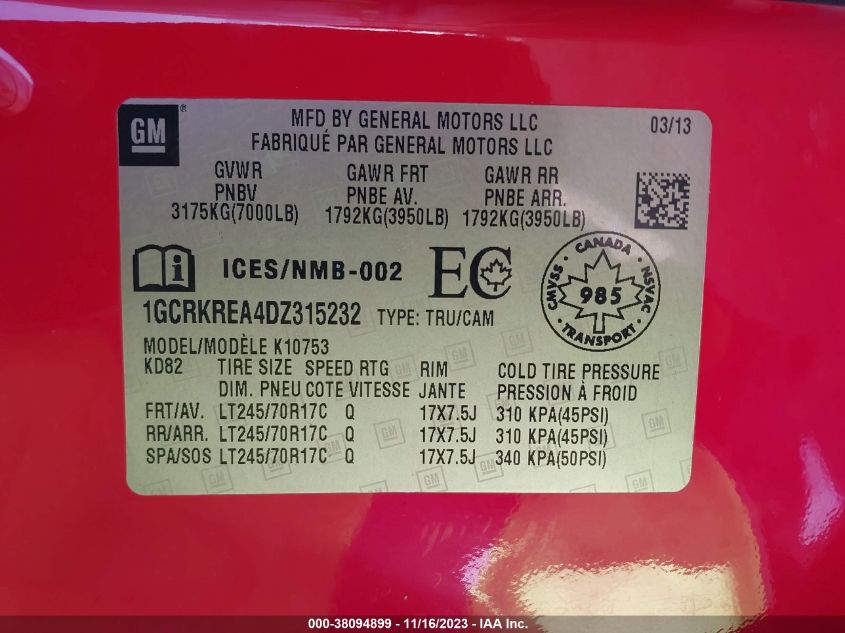 GM
®
MFD BY GENERAL MOTORS LLC
FABRIQUÉ PAR GENERAL MOTORS LLC
03/13
GVWR GAWR FRT GAWR RR
PNBV PNBE AV. PNBE ARR.
3175KG(7000LB) 1792KG(3950LB) 1792KG(3950LB)
i ICES/NMB-002 EC
CANADA
CMVSS 985 NSVAC
TRANSPORT
1GCRKREA4DZ315232 TYPE: TRU/CAM
MODEL/MODÈLE K10753
KD82 TIRE SIZE SPEED RTG RIM COLD TIRE PRESSURE
DIM. PNEU COTE VITESSE JANTE PRESSION À FROID
FRT/AV. LT245/70R17C Q 17X7.5J 310 KPA(45PSI)
RR/ARR. LT245/70R17C Q 17X7.5J 310 KPA(45PSI)
SPA/SOS LT245/70R17C Q 17X7.5J 340 KPA(50PSI)
000-38094899 - 11/16/2023 - IAA Inc.